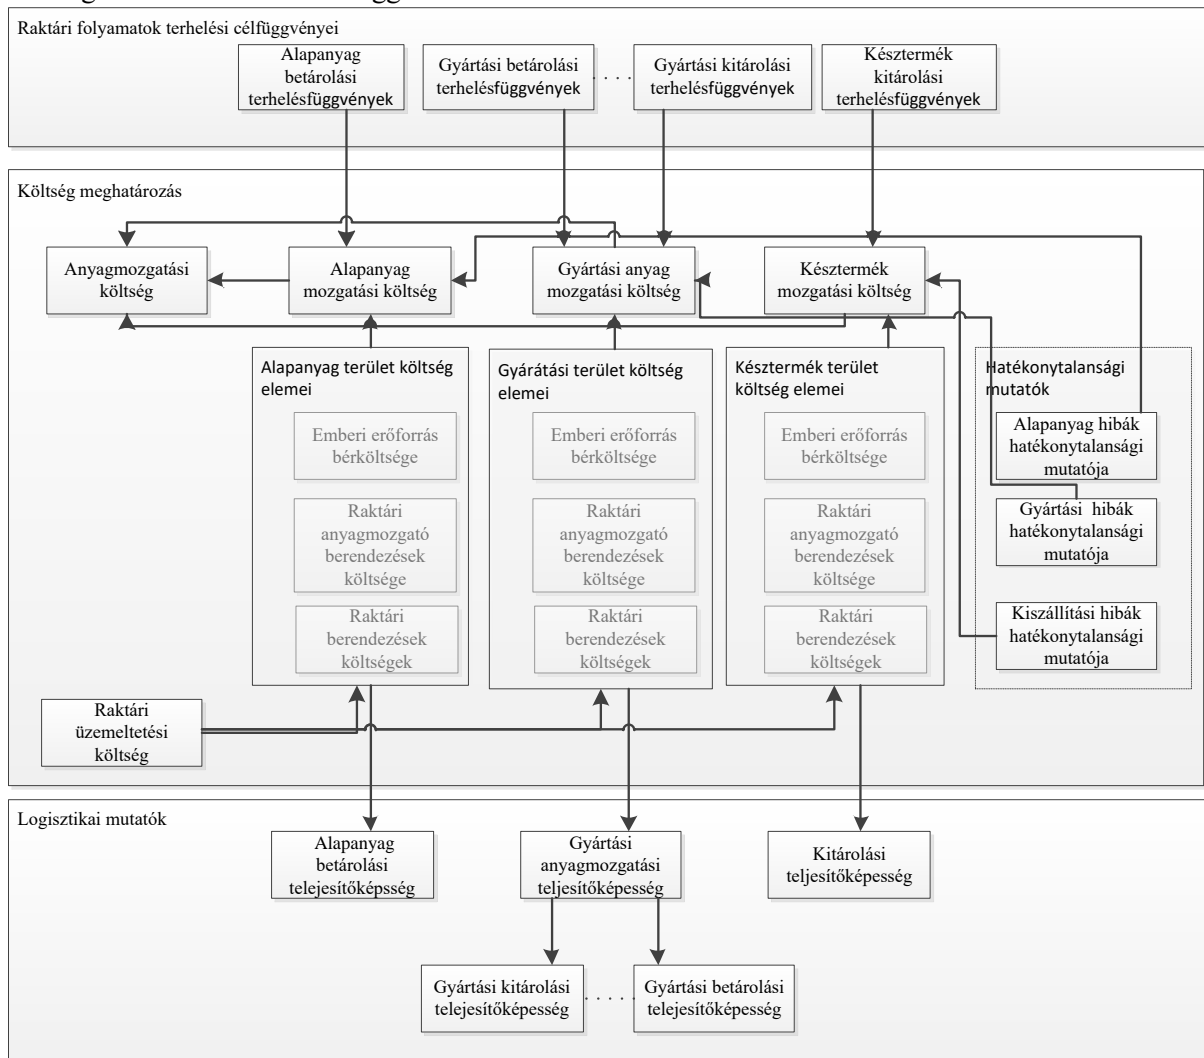 Raktári folyamatok terhelési célfüggvényei
Alapanyag
betárolási
terhelésfüggvények
Gyártási betárolási
terhelésfüggvények
. . . . .
Gyártási kitárolási
terhelésfüggvények
Késztermék
kitárolási
terhelésfüggvények
Költség meghatározás
Anyagmozgatási
költség
Alapanyag
mozgatási költség
Gyártási anyag
mozgatási költség
Késztermék
mozgatási költség
Alapanyag terület költség
elemei
Emberi erőforrás
bérköltsége
Raktári
anyagmozgató
berendezések
költsége
Raktári
berendezések
költségek
Gyárátási terület költség
elemei
Emberi erőforrás
bérköltsége
Raktári
anyagmozgató
berendezések
költsége
Raktári
berendezések
költségek
Késztermék terület
költség elemei
Emberi erőforrás
bérköltsége
Raktári
anyagmozgató
berendezések
költsége
Raktári
berendezések
költségek
Hatékonytalansági
mutatók
Alapanyag hibák
hatékonytalansági
mutatója
Gyártási hibák
hatékonytalansági
mutatója
Kiszállítási hibák
hatékonytalansági
mutatója
Raktári
üzemeltetési
költség
Logisztikai mutatók
Alapanyag
betárolási
telejesítőképsség
Gyártási
anyagmozgatási
teljesítőképesség
Kitárolási
teljesítőképesség
Gyártási kitárolási
telejesítőképesség
. . . . .
Gyártási betárolási
telejesítőképesség